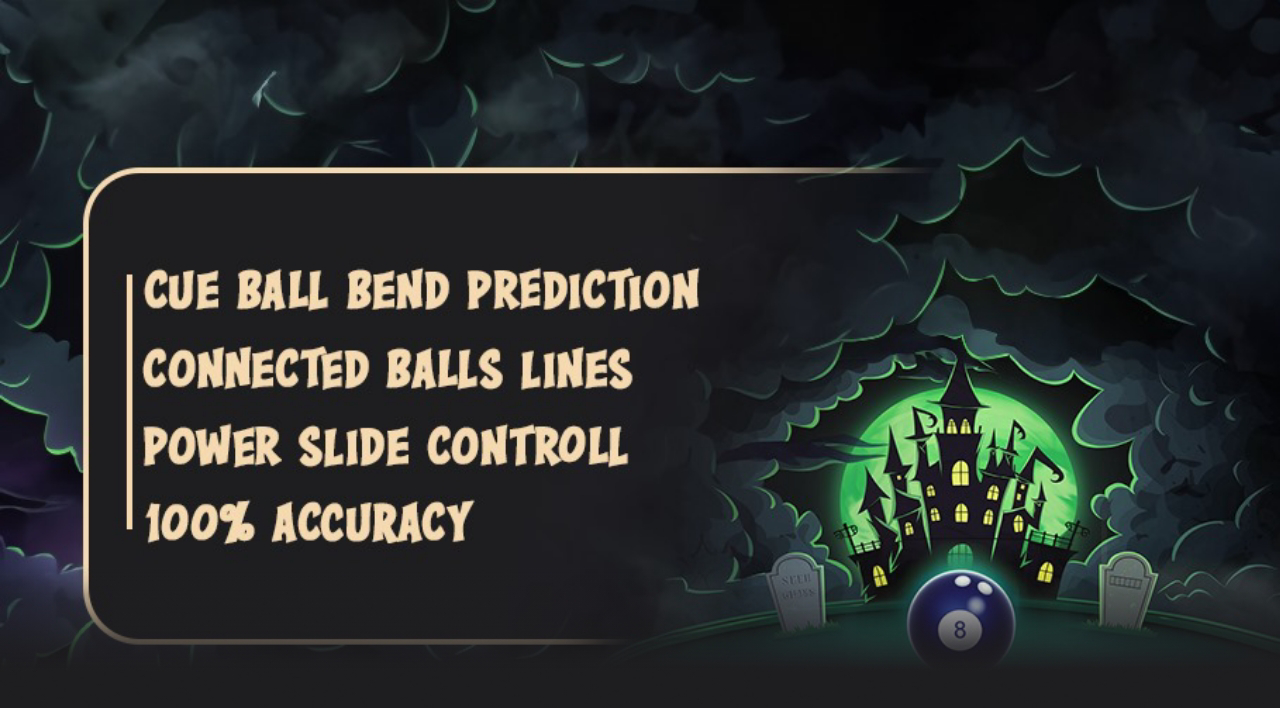 CUE BALL BEND PREDICTION
CONNECTED BALLS LINES
POWER SLIDE CONTROLL
100% ACCURACY
8